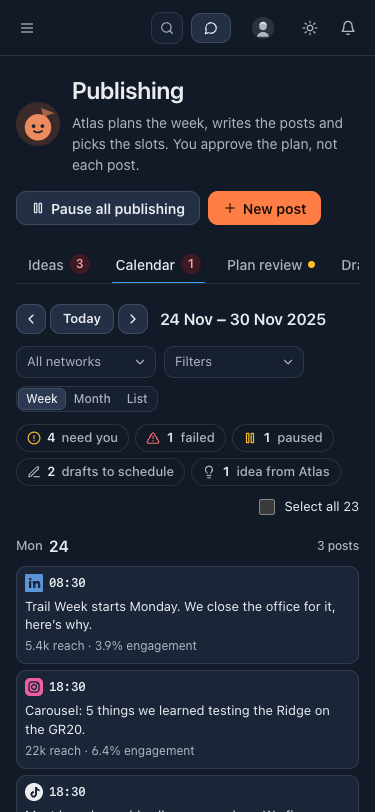 Publishing
Atlas plans the week, writes the posts and
picks the slots. You approve the plan, not
each post.
Pause all publishing
New post
Ideas 3
Calendar 1
Plan review
Today
24 Nov – 30 Nov 2025
All networks
Filters
Week
Month
List
4 need you
1 failed
1 paused
2 drafts to schedule
1 idea from Atlas
Select all 23
Mon 24
3 posts
in 08:30
Trail Week starts Monday. We close the office for it,
here’s why.
5.4k reach · 3.9% engagement
18:30
Carousel: 5 things we learned testing the Ridge on
the GR20.
22k reach · 6.4% engagement
18:30